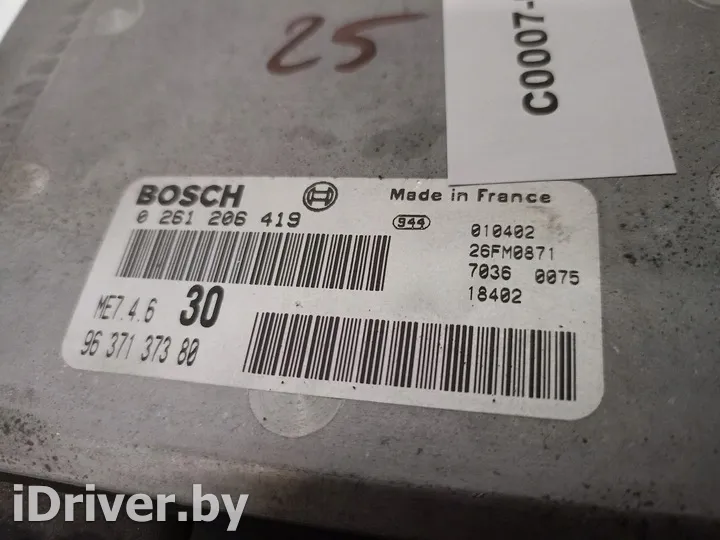 25
C0007-
BOSCH
Made in France
0 261 206 419
944
010402
26FM0871
7036 0075
18402
ME7.4.6 30
96 371 373 80
iDriver.by